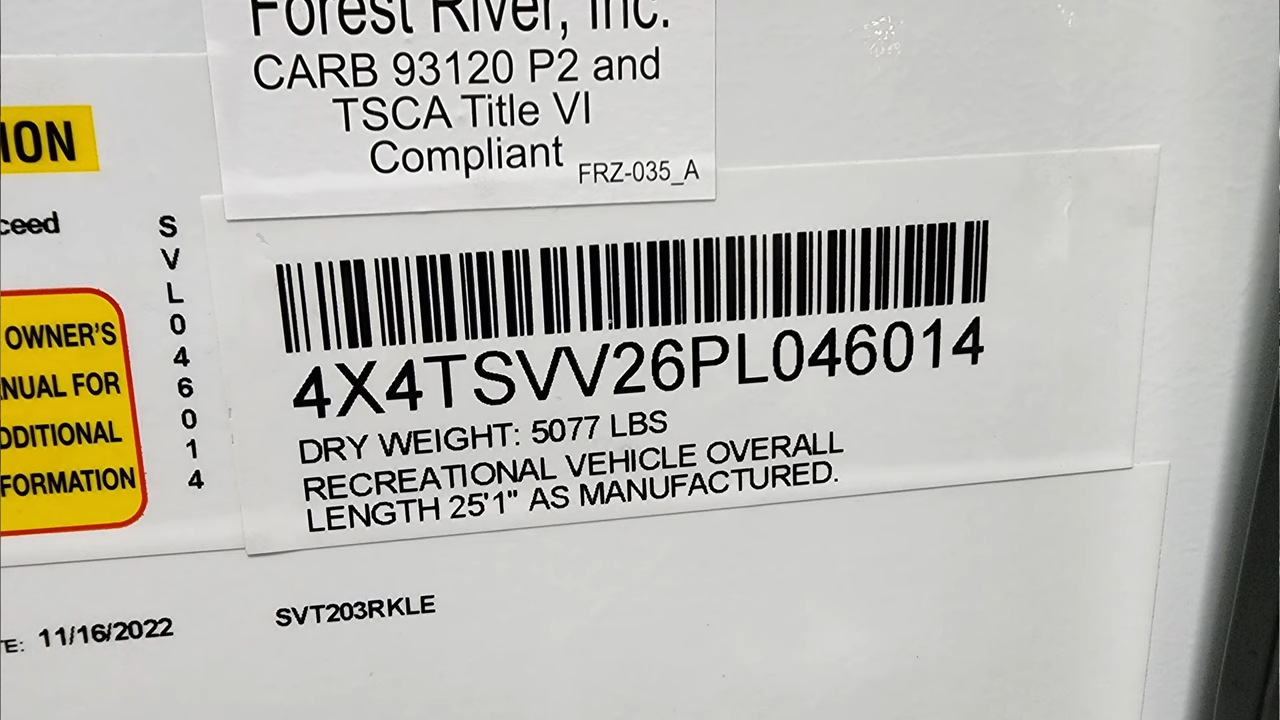 Forest River, Inc.
CARB 93120 P2 and
TSCA Title VI
Compliant
FRZ-035_A
ION
ceed
OWNER'S
NUAL FOR
DDITIONAL
FORMATION
S
V
L
0
4
6
0
1
4
4X4TSVV26PL046014
DRY WEIGHT: 5077 LBS
RECREATIONAL VEHICLE OVERALL
LENGTH 25'1" AS MANUFACTURED.
TE: 11/16/2022
SVT203RKLE